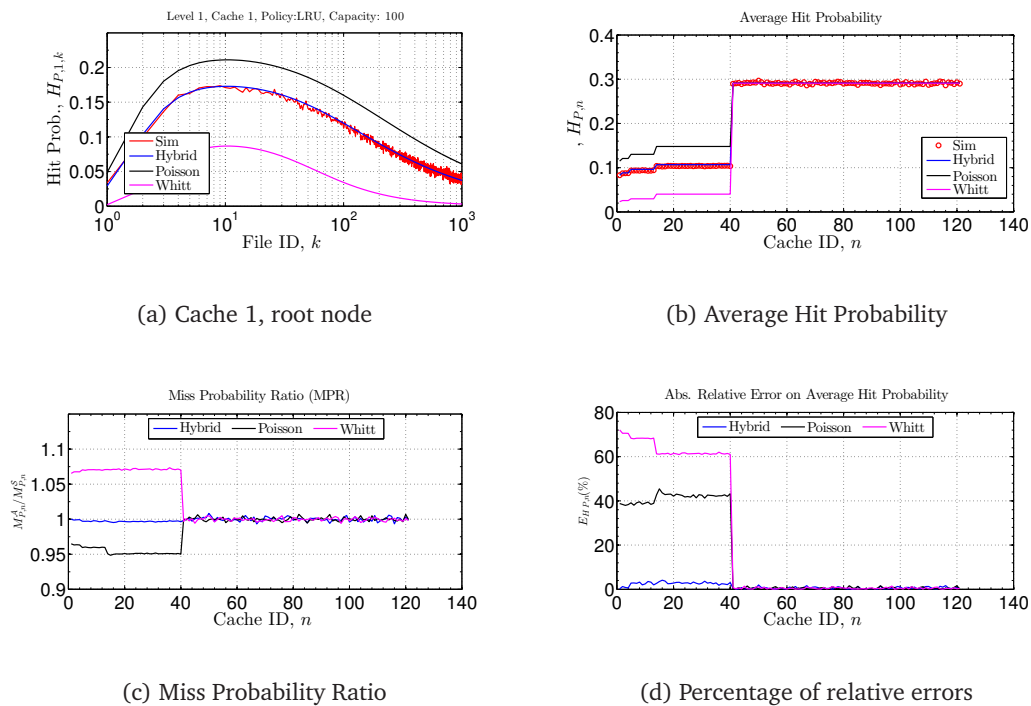 Level 1, Cache 1, Policy:LRU, Capacity: 100
Hit Prob., H_{P,1,k}
0.2
0.15
0.1
0.05
0
Sim
Hybrid
Poisson
Whitt
10^0
10^1
10^2
10^3
File ID, k
(a) Cache 1, root node
Average Hit Probability
, H_{P,n}
0.4
0.3
0.2
0.1
0
Sim
Hybrid
Poisson
Whitt
0 20 40 60 80 100 120 140
Cache ID, n
(b) Average Hit Probability
Miss Probability Ratio (MPR)
M^A_{P,n}/M^S_{P,n}
Hybrid Poisson Whitt
1.1
1.05
1
0.95
0.9
0 20 40 60 80 100 120 140
Cache ID, n
(c) Miss Probability Ratio
Abs. Relative Error on Average Hit Probability
E_{HP,n}(%)
80
Hybrid Poisson Whitt
60
40
20
0
0 20 40 60 80 100 120 140
Cache ID, n
(d) Percentage of relative errors